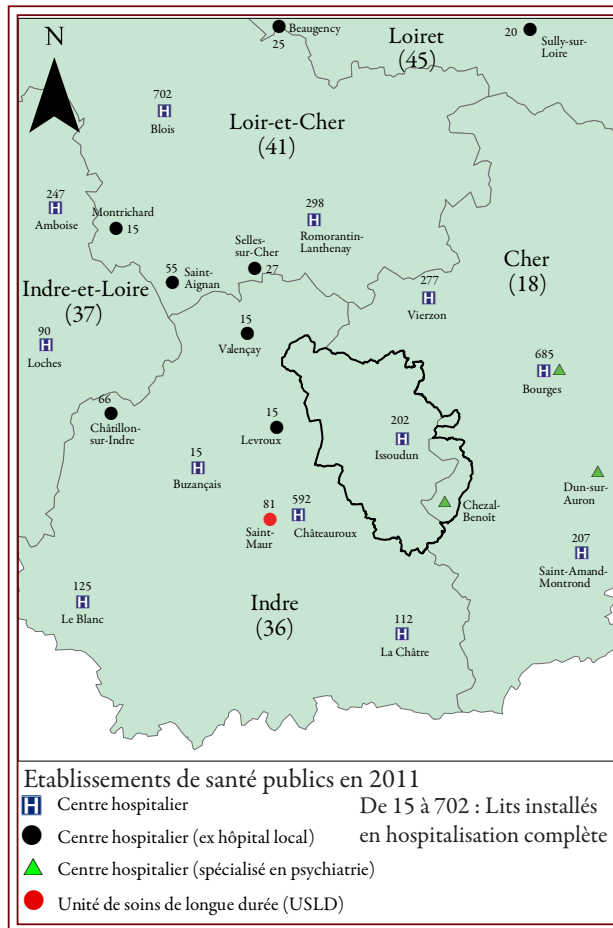 N
Beaugency
25
20
Sully-sur-
Loire
Loiret
(45)
702
Blois
Loir-et-Cher
(41)
247
Amboise
Montrichard
15
298
Romorantin-
Lanthenay
Selles-
sur-Cher
27
Cher
(18)
55
Saint-
Aignan
277
Vierzon
Indre-et-Loire
(37)
90
Loches
15
Valençay
685
Bourges
66
Châtillon-
sur-Indre
15
Levroux
202
Issoudun
15
Buzançais
Dun-sur-
Auron
Chezal-
Benoît
81
Saint-
Maur
592
Châteauroux
207
Saint-Amand-
Montrond
125
Le Blanc
Indre
(36)
112
La Châtre
Etablissements de santé publics en 2011
H Centre hospitalier
De 15 à 702 : Lits installés
en hospitalisation complète
Centre hospitalier (ex hôpital local)
Centre hospitalier (spécialisé en psychiatrie)
Unité de soins de longue durée (USLD)